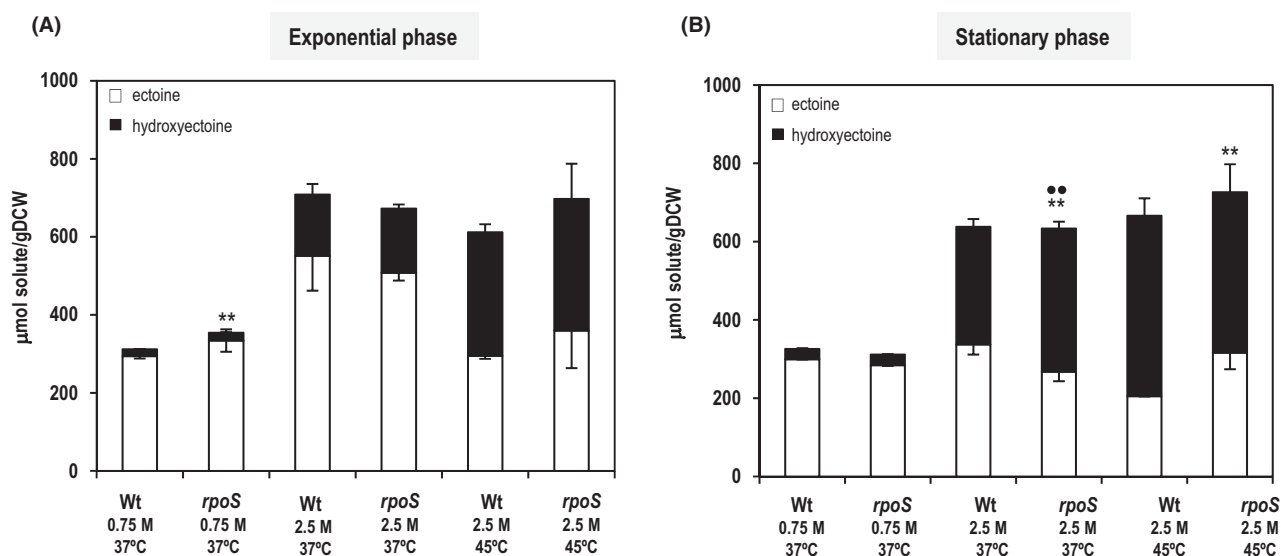 (A)
Exponential phase
1000
800
600
400
200
0
μmol solute/gDCW
ectoine
hydroxyectoine
**
Wt rpoS Wt rpoS Wt rpoS
0.75 M 0.75 M 2.5 M 2.5 M 2.5 M 2.5 M
37ºC 37ºC 37ºC 37ºC 45ºC 45ºC
(B)
Stationary phase
1000
800
600
400
200
0
μmol solute/gDCW
ectoine
hydroxyectoine
••
** **
Wt rpoS Wt rpoS Wt rpoS
0.75 M 0.75 M 2.5 M 2.5 M 2.5 M 2.5 M
37ºC 37ºC 37ºC 37ºC 45ºC 45ºC